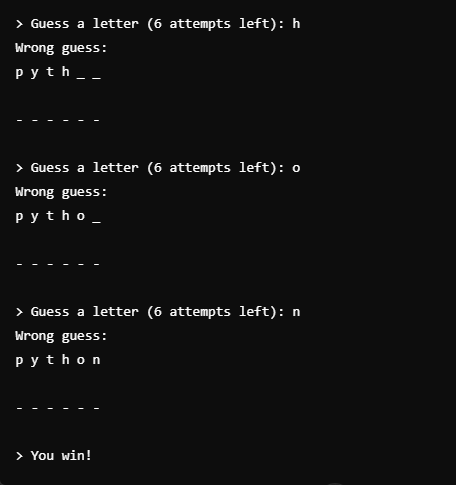 > Guess a letter (6 attempts left): h
Wrong guess:
p y t h _ _
- - - - - -
> Guess a letter (6 attempts left): o
Wrong guess:
p y t h o _
- - - - - -
> Guess a letter (6 attempts left): n
Wrong guess:
p y t h o n
- - - - - -
> You win!